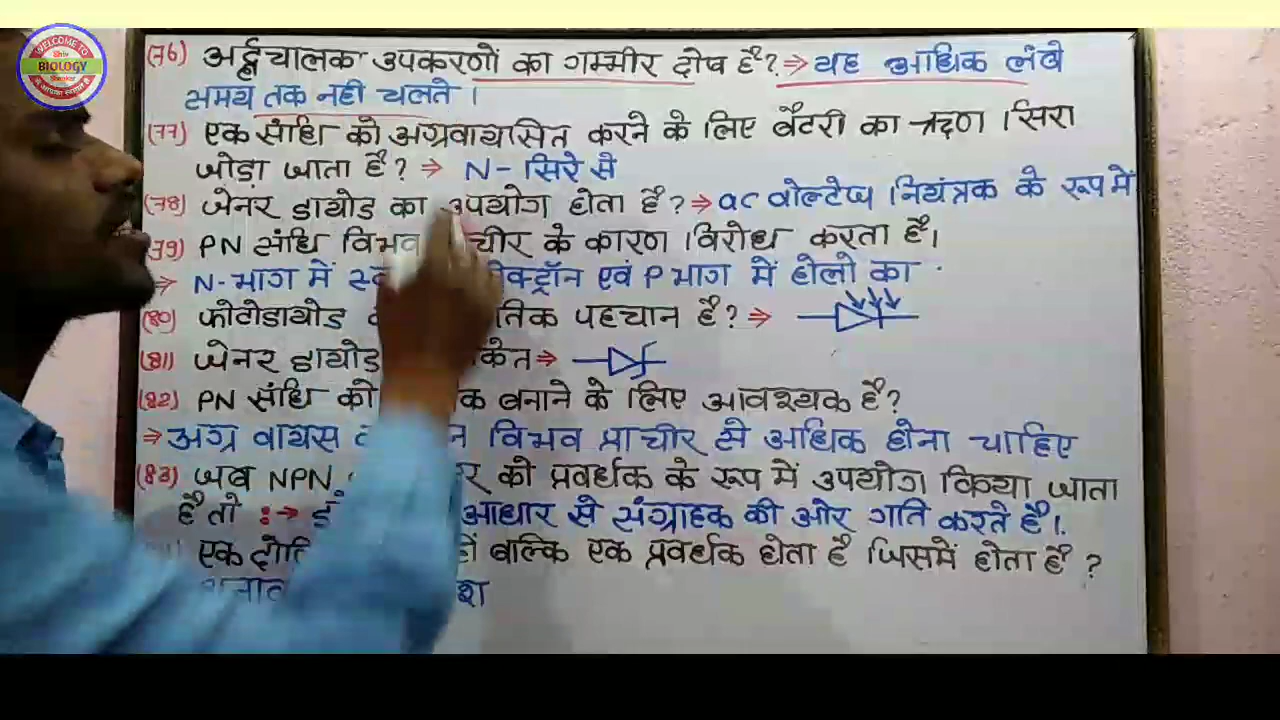 WELCOME TO
Shiv
BIOLOGY
Shankar
(76) अर्द्धचालक उपकरणों का गम्मीर दोष है? ⇒ यह अधिक लंबे
समय तक नही चलते ।
(77) एक संधि को अग्रवायसित करने के लिए बैटरी का ऋण सिरा
जोड़ा जाता है? ⇒ N- सिरे से
(78) जेनर डायोड का उपयोग होता है? ⇒ ac वोल्टेज नियंत्रक के रूप में
79) PN संधि विभव चीर के कारण विरोध करता है।
⇒ N-भाग में क्ट्रॉन एवं P भाग में होलो का
(80) फोटोडायोड तिक पहचान है? ⇒
(81) जेनर डायोड केत ⇒
(82) PN संधि को क बनाने के लिए आवश्यक है?
⇒ अग्र वायस विभव प्राचीर से अधिक होना चाहिए
(83) जब NPN र को प्रवर्धक के रूप में उपयोग किया जाता
है तो :→ आधार से संग्राहक की ओर गति करते है।
एक बल्कि एक प्रवर्धक होता है जिसमें होता है ?